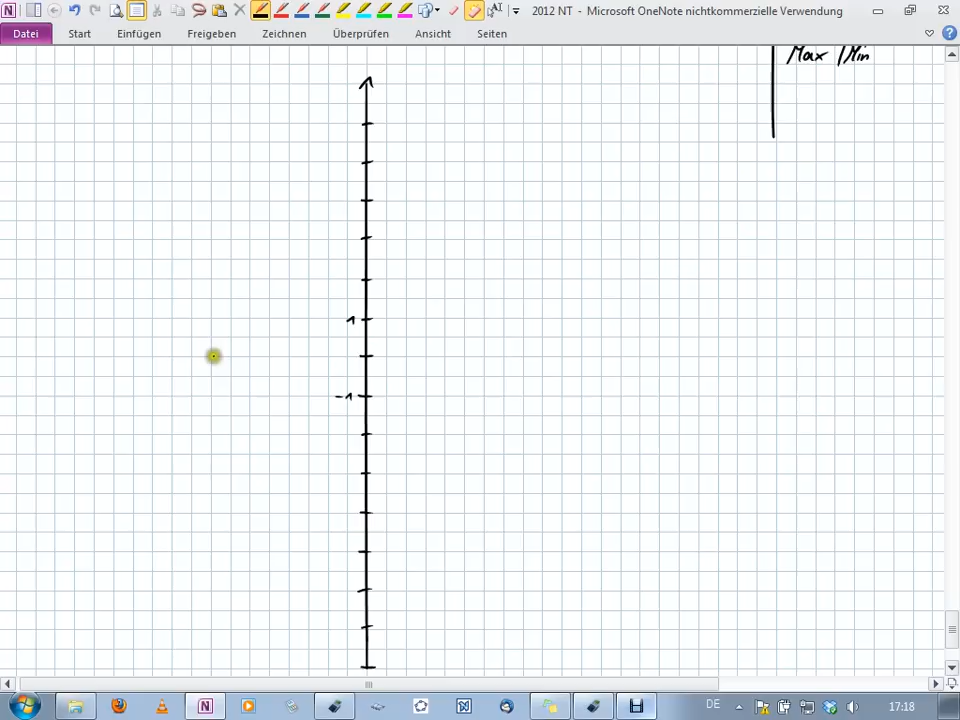 2012 NT - Microsoft OneNote nichtkommerzielle Verwendung
Datei Start Einfügen Freigeben Zeichnen Überprüfen Ansicht Seiten
Max / Min
1
-1
DE 17:18